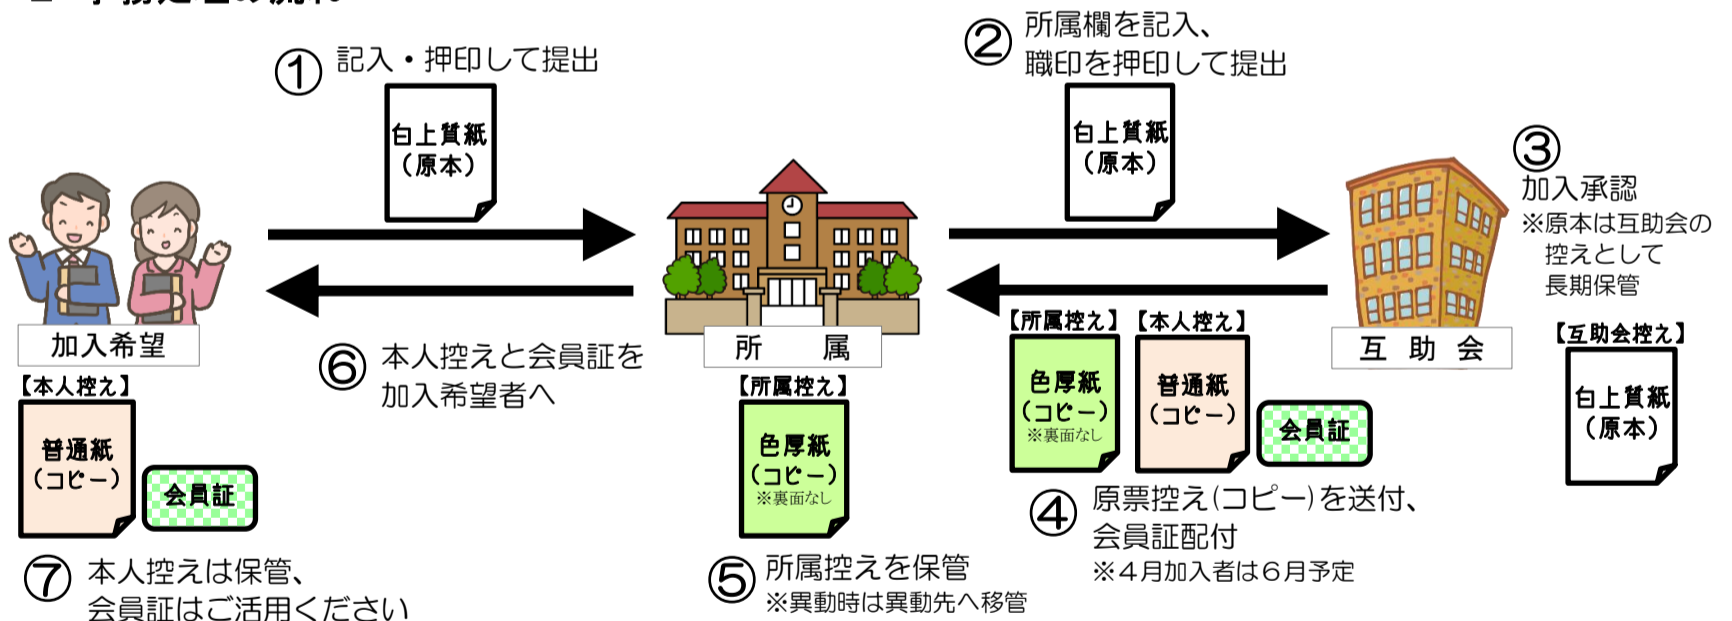 ① 記入・押印して提出
白上質紙
（原本）
② 所属欄を記入、
職印を押印して提出
白上質紙
（原本）
③
加入承認
※原本は互助会の
控えとして
長期保管
【互助会控え】
白上質紙
（原本）
加入希望
所　属
互 助 会
【所属控え】
色厚紙
（コピー）
※裏面なし
【本人控え】
普通紙
（コピー）
会員証
④ 原票控え(コピー)を送付、
会員証配付
※４月加入者は６月予定
【所属控え】
色厚紙
（コピー）
※裏面なし
⑤ 所属控えを保管
※異動時は異動先へ移管
⑥ 本人控えと会員証を
加入希望者へ
【本人控え】
普通紙
（コピー）
会員証
⑦ 本人控えは保管、
会員証はご活用ください